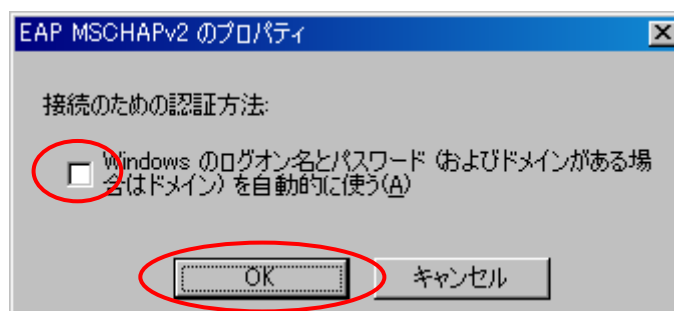 EAP MSCHAPv2 のプロパティ
接続のための認証方法:
Windows のログオン名とパスワード (およびドメインがある場
合はドメイン) を自動的に使う(A)
OK キャンセル